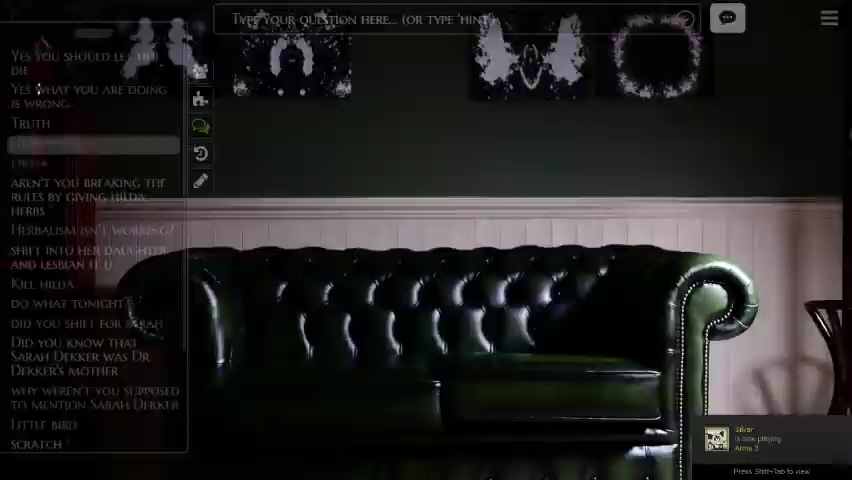 Type your question here... (or type 'hint')
Yes you should let
die
Yes what you are doing
is wrong
Truth
Aren't you breaking the
rules by giving Hilda
herbs
Herbalism isn't working?
shift into her daughter
and lesbian it u
Kill hilda
do what tonight?
did you shift for sarah
Did you know that
Sarah Dekker was Dr
Dekker's mother
why weren't you supposed
to mention Sarah Dekker
Little bird
scratch
Silver
is now playing
Arma 3
Press Shift+Tab to view